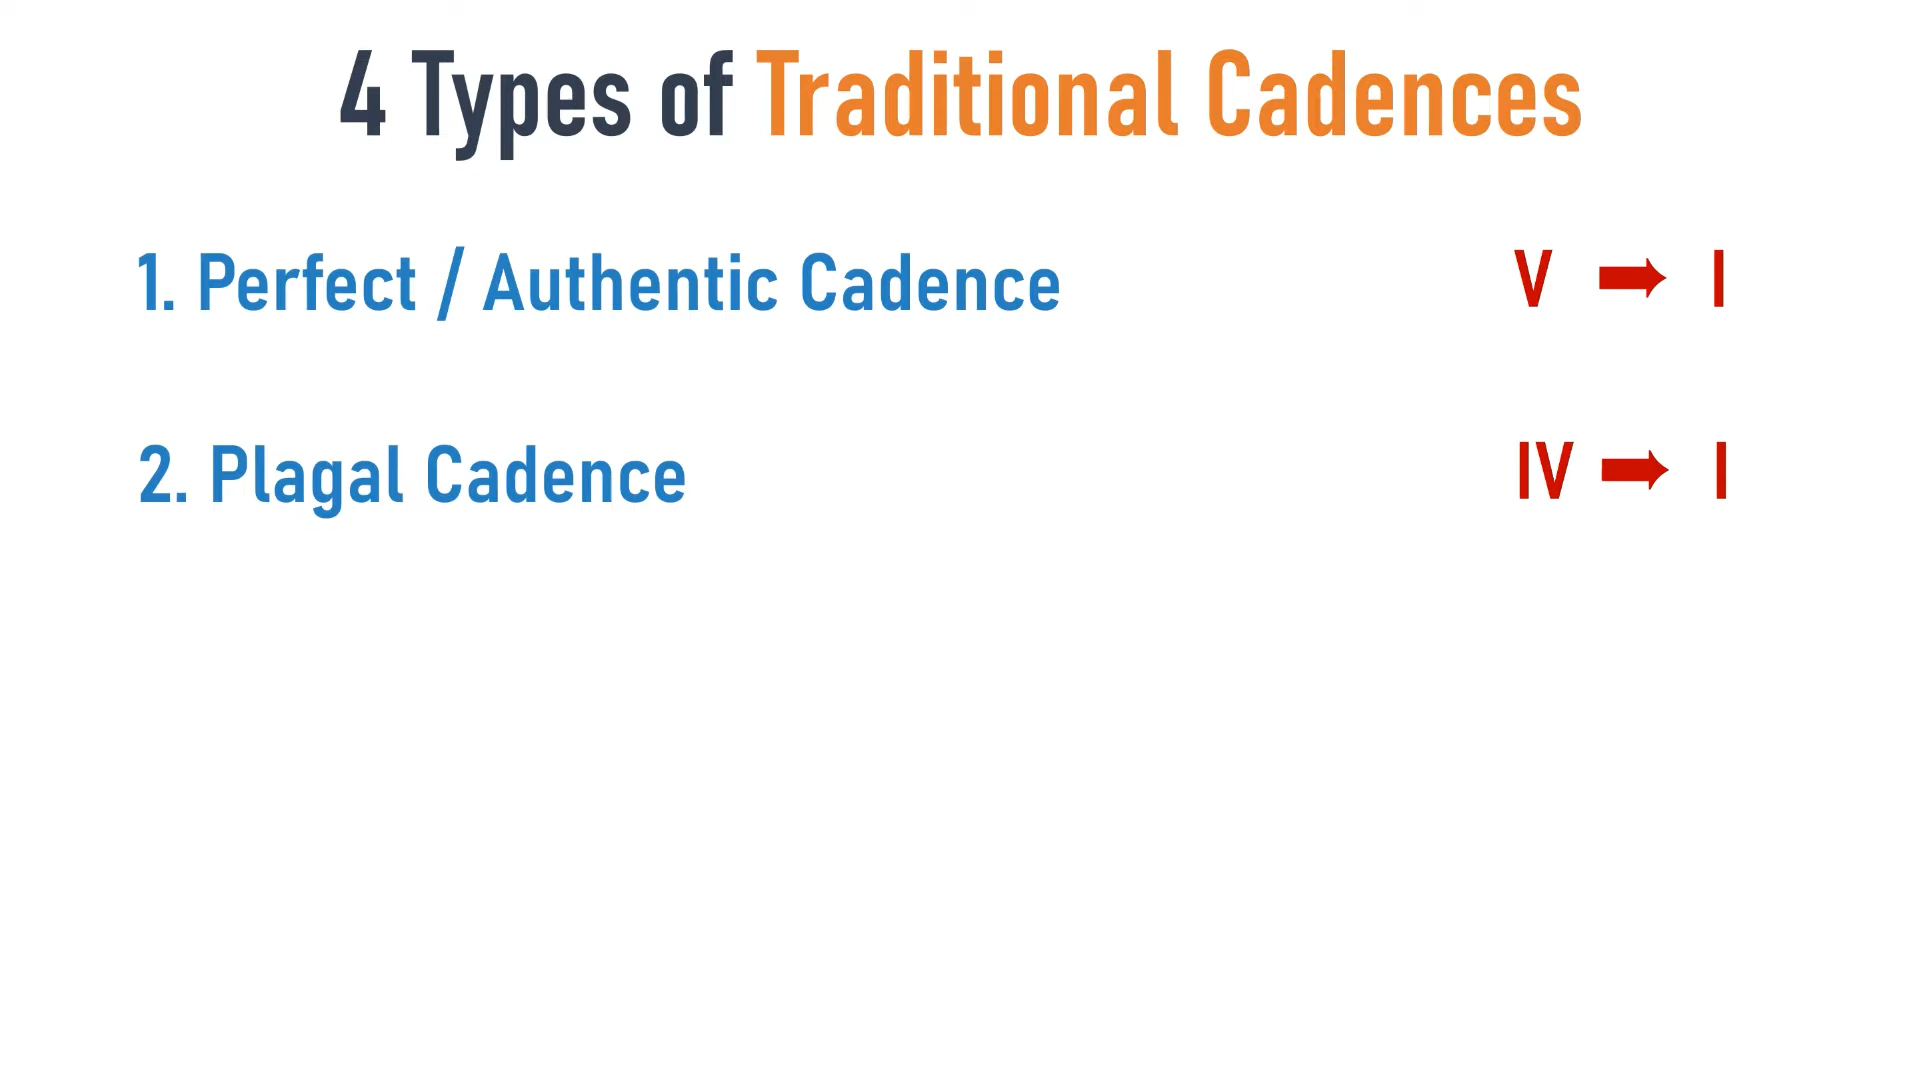 4 Types of Traditional Cadences
1. Perfect / Authentic Cadence V ➡ I
2. Plagal Cadence IV ➡ I